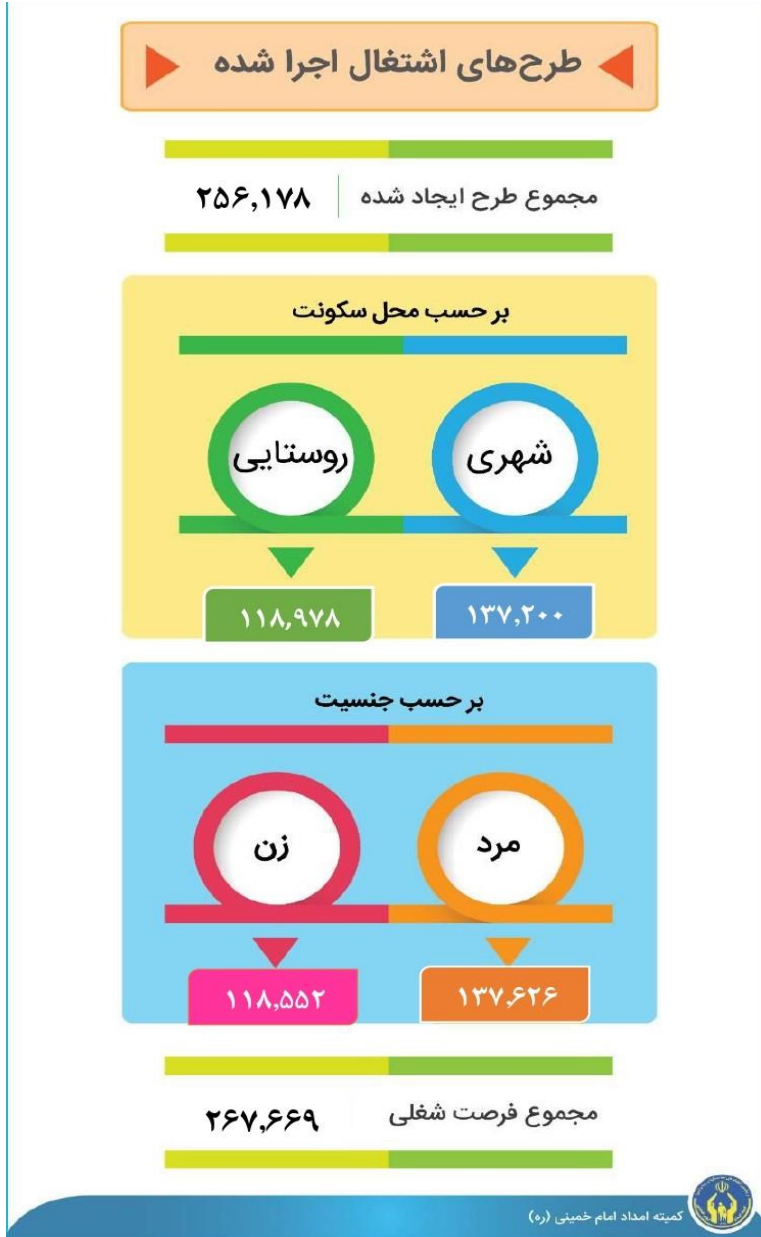 طرح‌های اشتغال اجرا شده
مجموع طرح ایجاد شده ۲۵۶,۱۷۸
بر حسب محل سکونت
شهری روستایی
۱۳۷,۲۰۰ ۱۱۸,۹۷۸
بر حسب جنسیت
مرد زن
۱۳۷,۶۲۶ ۱۱۸,۵۵۲
مجموع فرصت شغلی ۲۶۷,۶۶۹
کمیته امداد امام خمینی (ره)